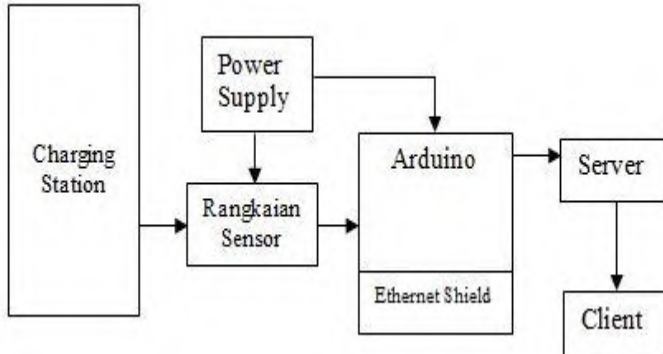 Charging
Station
Power
Supply
Rangkaian
Sensor
Arduino
Ethernet Shield
Server
Client